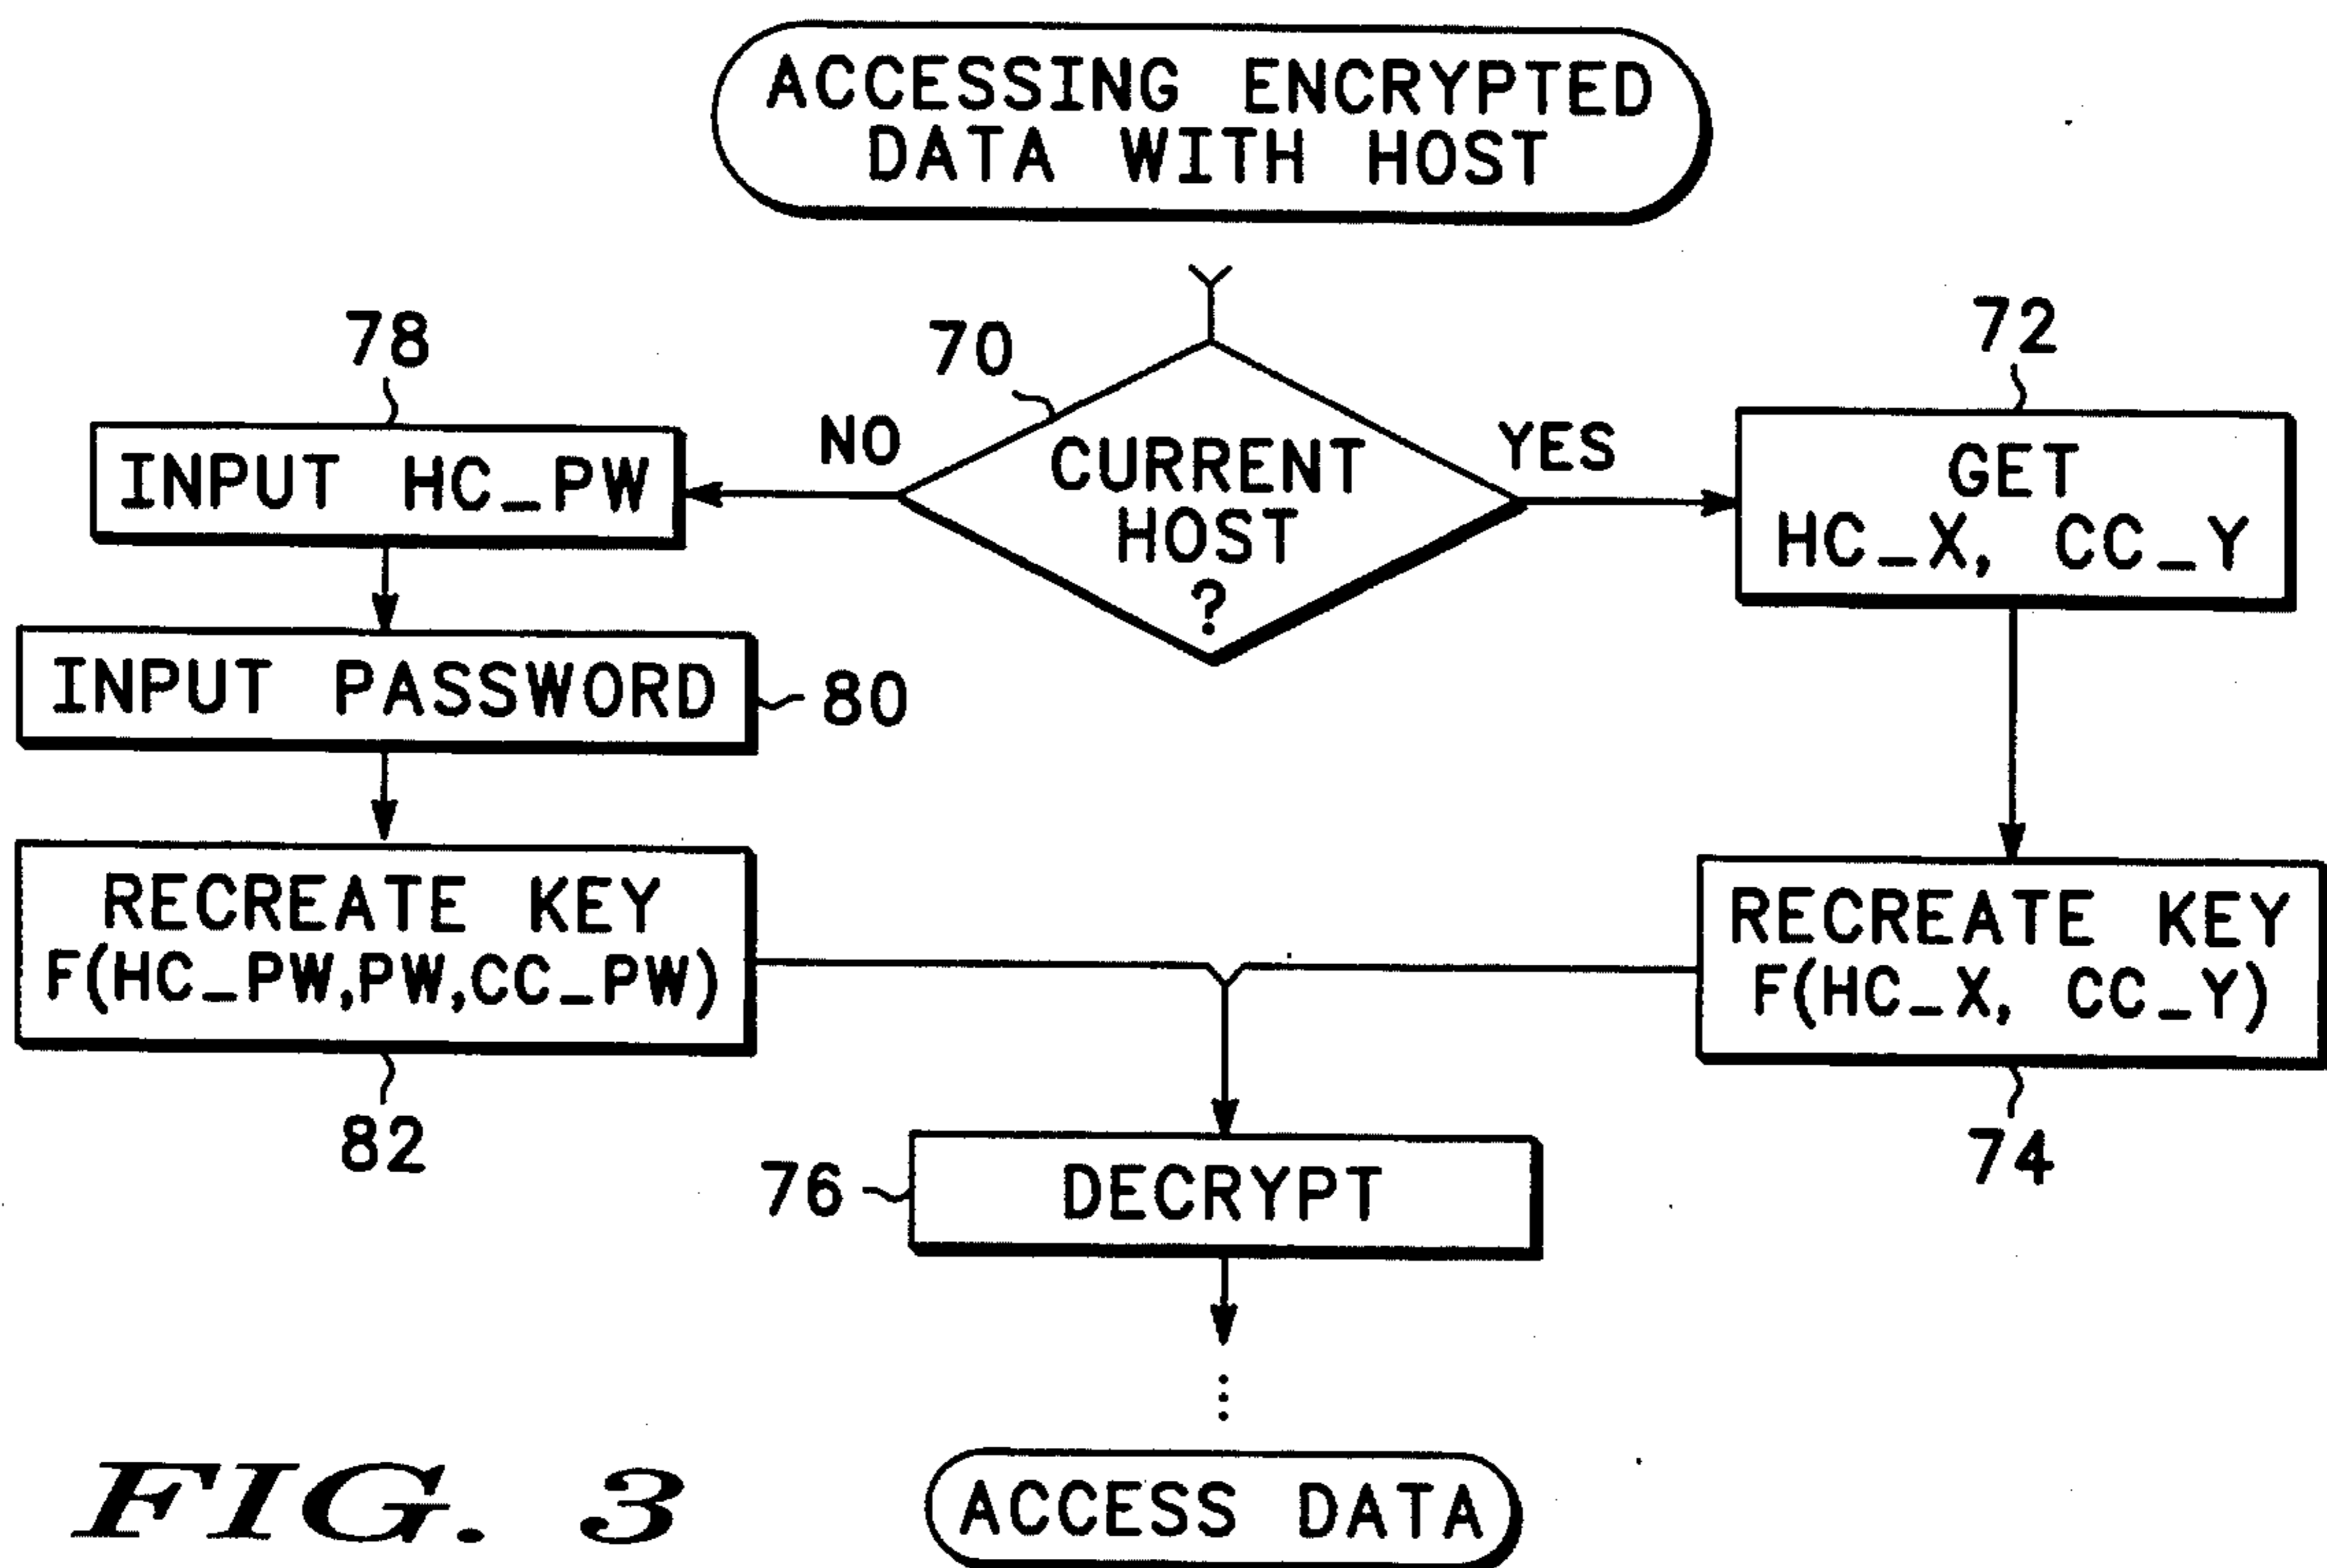 ACCESSING ENCRYPTED
DATA WITH HOST
78
70
72
NO
YES
INPUT HC_PW
CURRENT
HOST
?
GET
HC_X, CC_Y
INPUT PASSWORD
80
RECREATE KEY
F(HC_PW,PW,CC_PW)
82
RECREATE KEY
F(HC_X, CC_Y)
74
76
DECRYPT
ACCESS DATA
FIG. 3